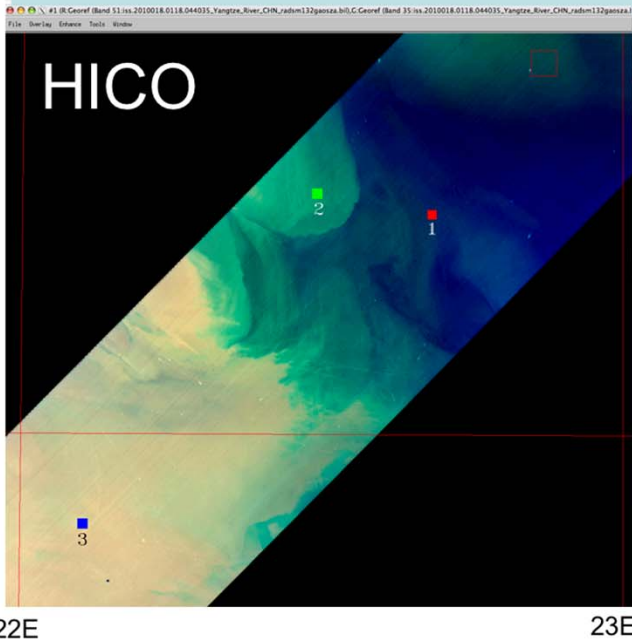 #1 (R:Georef (Band 51:iss.2010018.0118.044035_Yangtze_River_CHN_radsm132gaosza.bil),G:Georef (Band 35:iss.2010018.0118.044035_Yangtze_River_CHN_radsm132gaosza.
File Overlay Enhance Tools Window
HICO
2
1
3
22E
23E